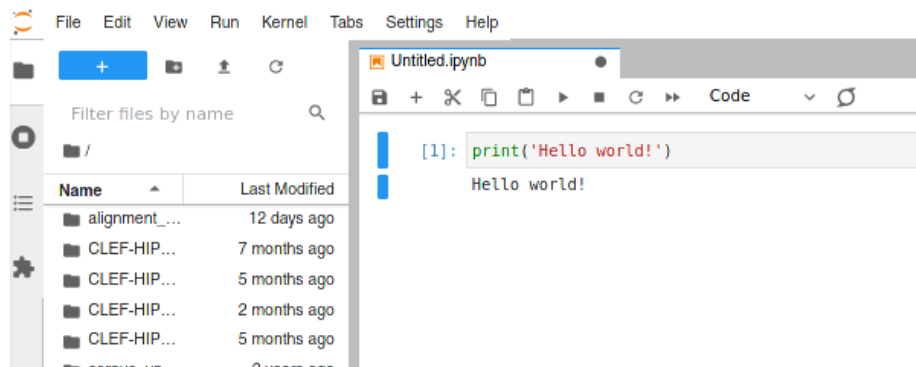 File Edit View Run Kernel Tabs Settings Help
Untitled.ipynb
Code
Filter files by name
/
Name Last Modified
alignment_... 12 days ago
CLEF-HIP... 7 months ago
CLEF-HIP... 5 months ago
CLEF-HIP... 2 months ago
CLEF-HIP... 5 months ago
[1]: print('Hello world!')
Hello world!